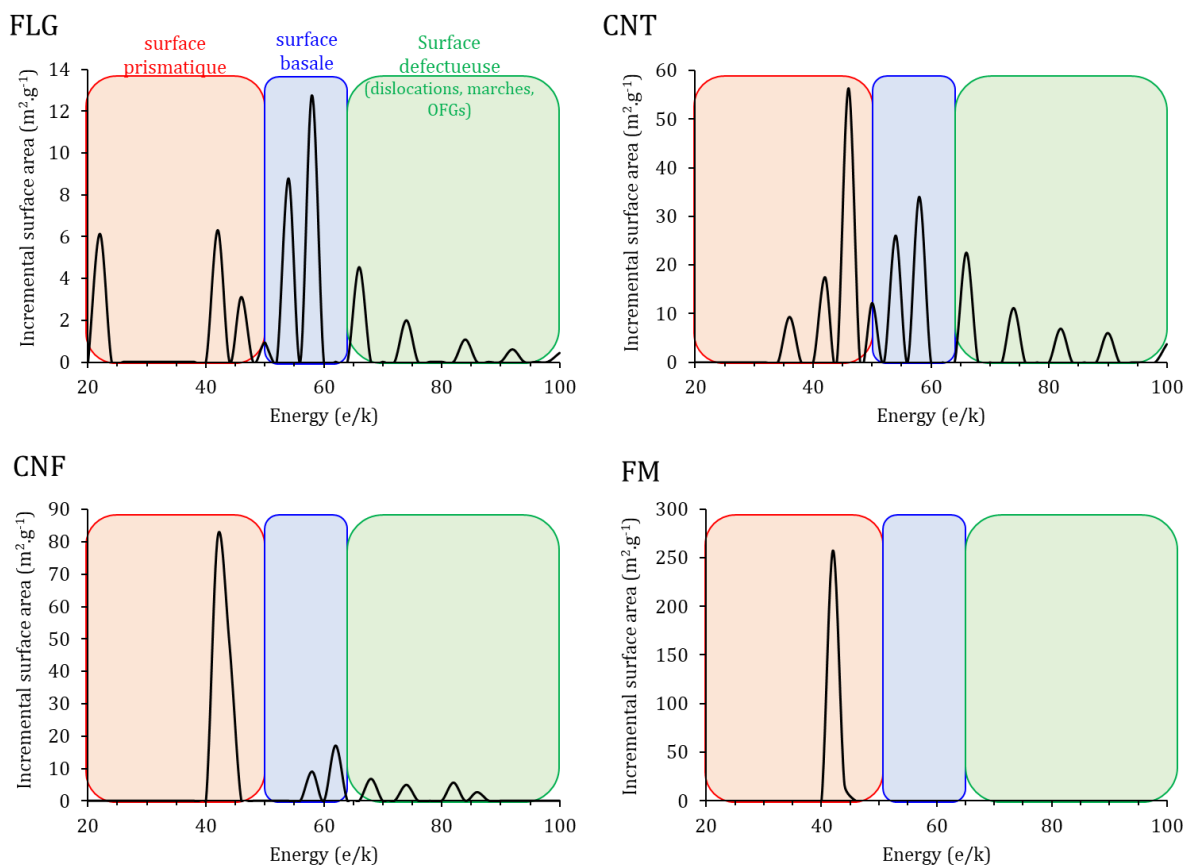 FLG
surface
prismatique
surface
basale
Surface
defectueuse
(dislocations, marches,
OFGs)
Incremental surface area (m².g⁻¹)
14
12
10
8
6
4
2
0
20 40 60 80 100
Energy (e/k)
CNT
Incremental surface area (m².g⁻¹)
60
50
40
30
20
10
0
20 40 60 80 100
Energy (e/k)
CNF
Incremental surface area (m².g⁻¹)
90
80
70
60
50
40
30
20
10
0
20 40 60 80 100
Energy (e/k)
FM
Incremental surface area (m².g⁻¹)
300
250
200
150
100
50
0
20 40 60 80 100
Energy (e/k)